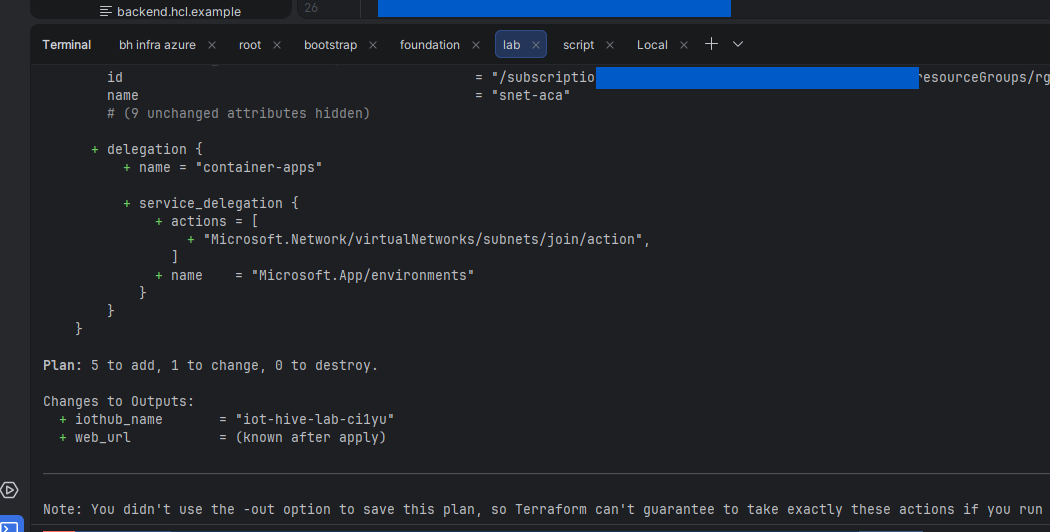 backend.hcl.example
26
Terminal bh infra azure × root × bootstrap × foundation × lab × script × Local ×
id = "/subscriptio resourceGroups/rg
name = "snet-aca"
# (9 unchanged attributes hidden)
+ delegation {
+ name = "container-apps"
+ service_delegation {
+ actions = [
+ "Microsoft.Network/virtualNetworks/subnets/join/action",
]
+ name = "Microsoft.App/environments"
}
}
}
Plan: 5 to add, 1 to change, 0 to destroy.
Changes to Outputs:
+ iothub_name = "iot-hive-lab-ci1yu"
+ web_url = (known after apply)
Note: You didn't use the -out option to save this plan, so Terraform can't guarantee to take exactly these actions if you run